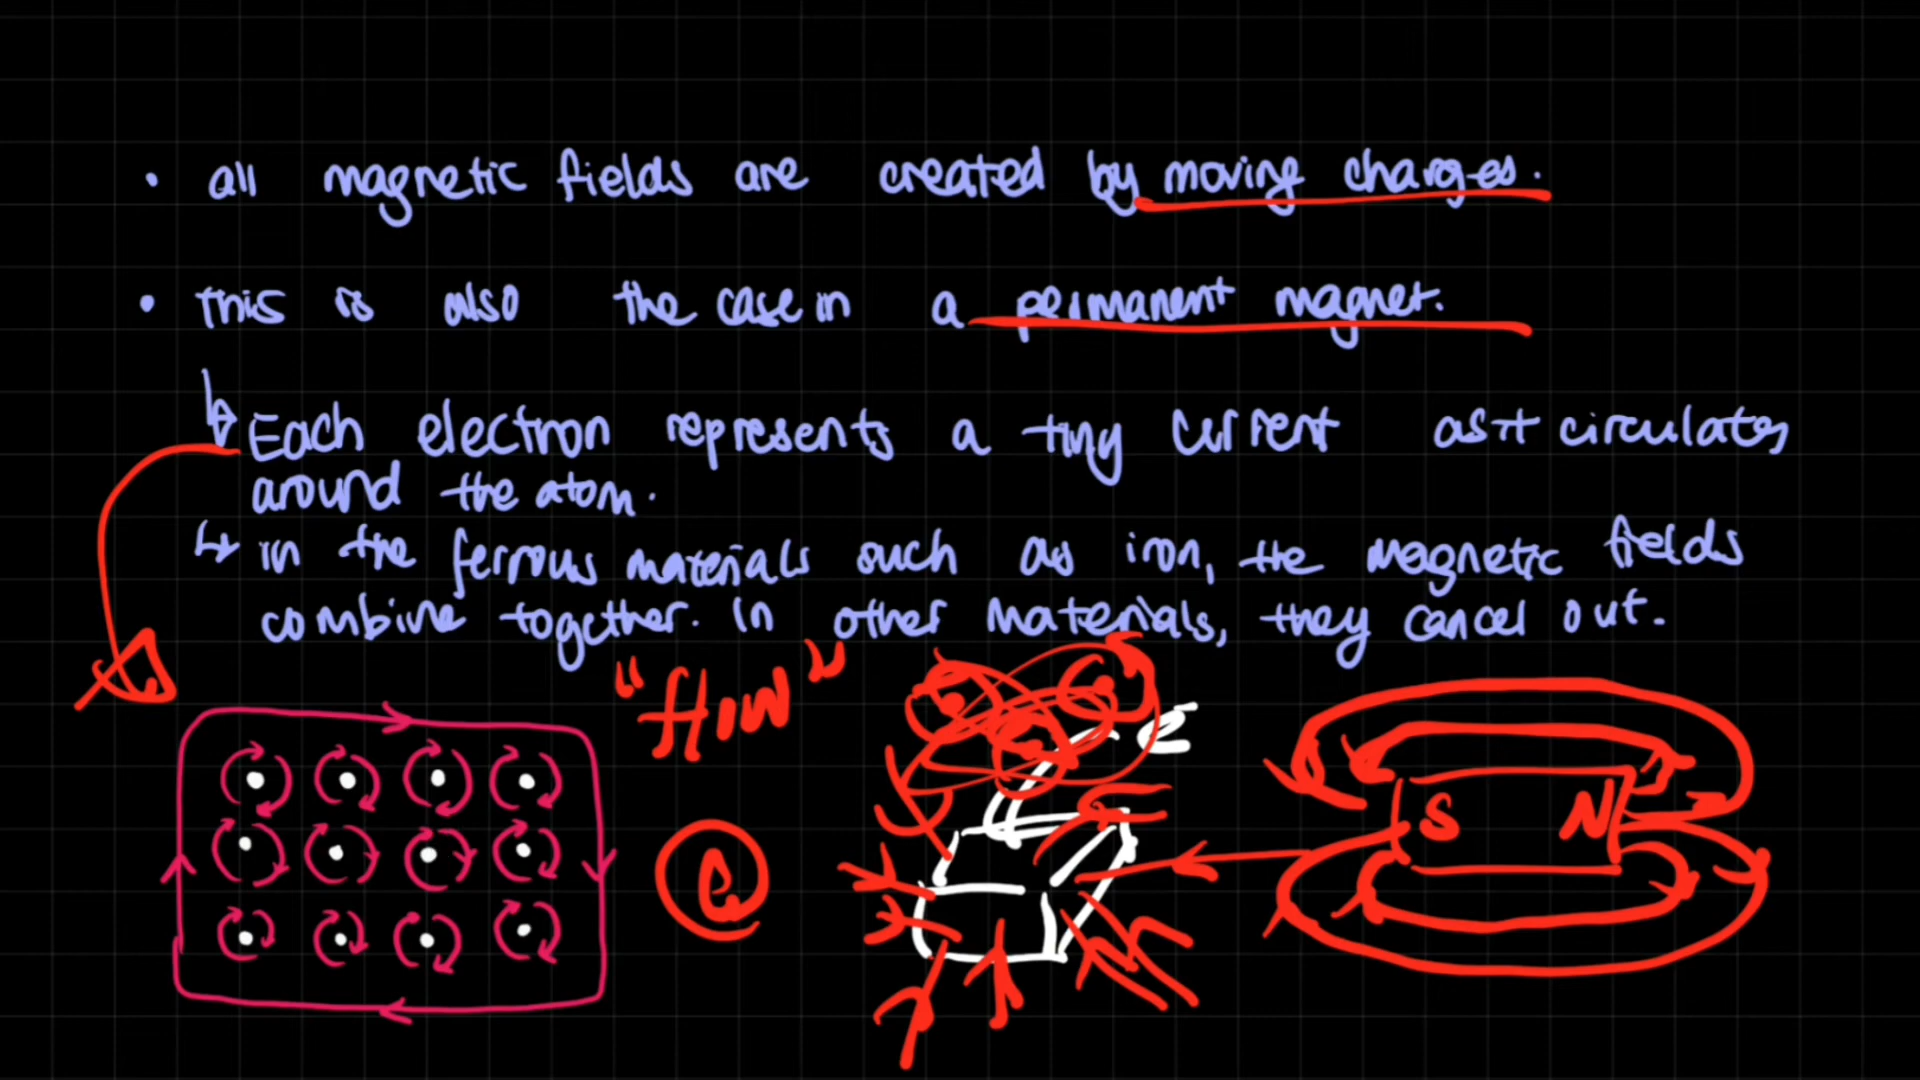 • all magnetic fields are created by moving charges.
• this is also the case in a permanent magnet.
↳ Each electron represents a tiny current as it circulates
around the atom.
↳ in the ferrous materials such as iron, the magnetic fields
combine together. In other materials, they cancel out.
S N